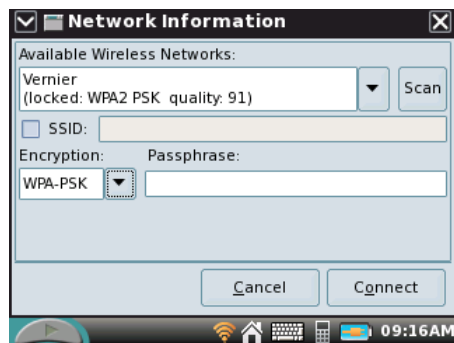 Network Information
Available Wireless Networks:
Vernier
(locked: WPA2 PSK quality: 91)
Scan
SSID:
Encryption: Passphrase:
WPA-PSK
Cancel Connect
09:16AM